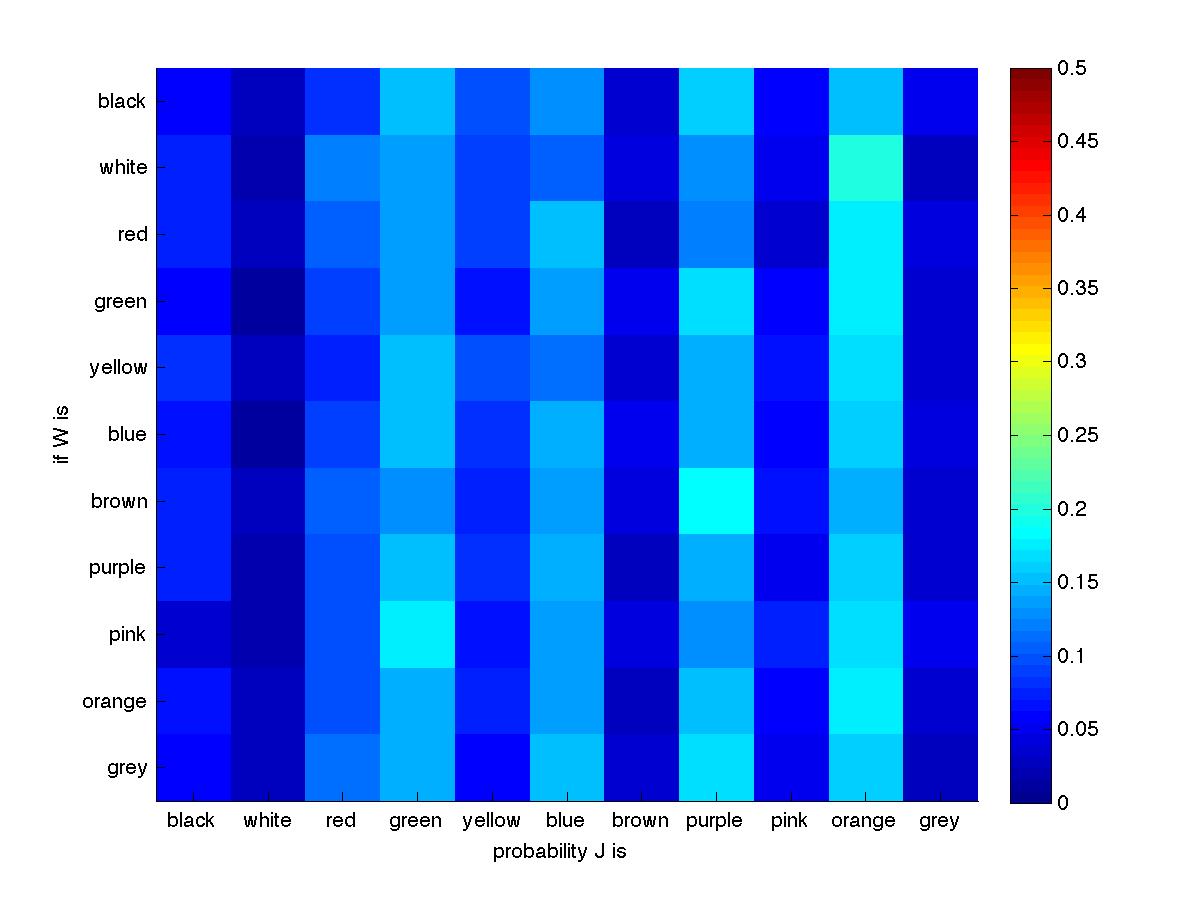 black
white
red
green
yellow
blue
brown
purple
pink
orange
grey
if W is
black white red green yellow blue brown purple pink orange grey
probability J is
0.5
0.45
0.4
0.35
0.3
0.25
0.2
0.15
0.1
0.05
0